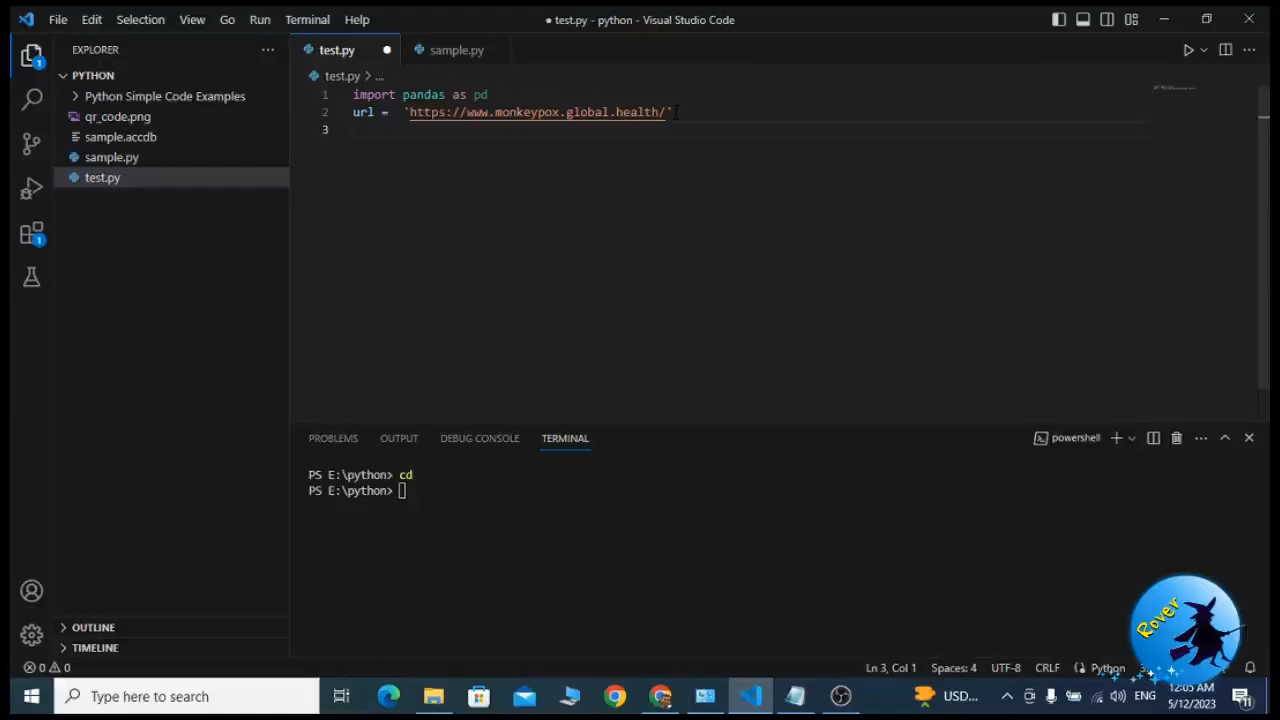 File Edit Selection View Go Run Terminal Help
● test.py - python - Visual Studio Code
EXPLORER
test.py
sample.py
PYTHON
test.py > ...
Python Simple Code Examples
qr_code.png
sample.accdb
sample.py
test.py
1 import pandas as pd
2 url = 'https://www.monkeypox.global.health/'
3
PROBLEMS OUTPUT DEBUG CONSOLE TERMINAL
powershell
PS E:\python> cd
PS E:\python>
OUTLINE
TIMELINE
Rover
0 0
Ln 3, Col 1 Spaces: 4 UTF-8 CRLF Python
Type here to search
USD...
ENG
12:05 AM
5/12/2023